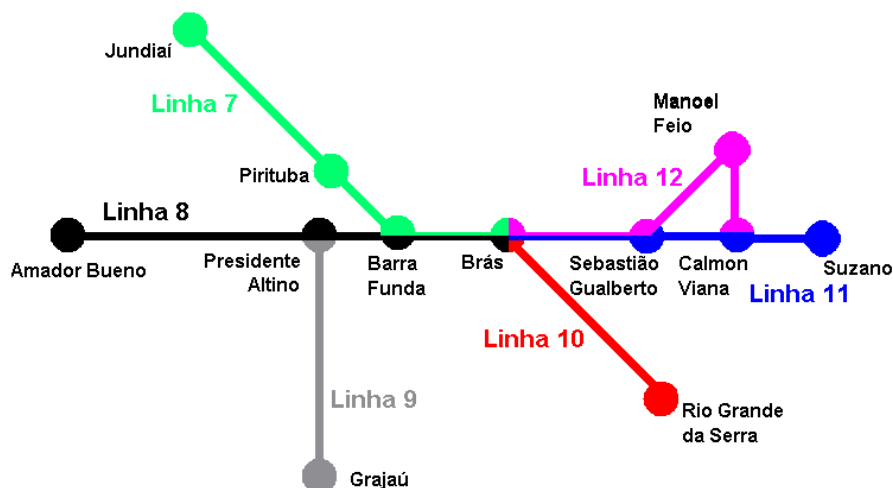 Jundiaí
Linha 7
Manoel
Feio
Pirituba
Linha 12
Linha 8
Amador Bueno
Presidente
Altino
Barra
Funda
Brás
Sebastião
Gualberto
Calmon
Viana
Suzano
Linha 11
Linha 10
Linha 9
Rio Grande
da Serra
Grajaú